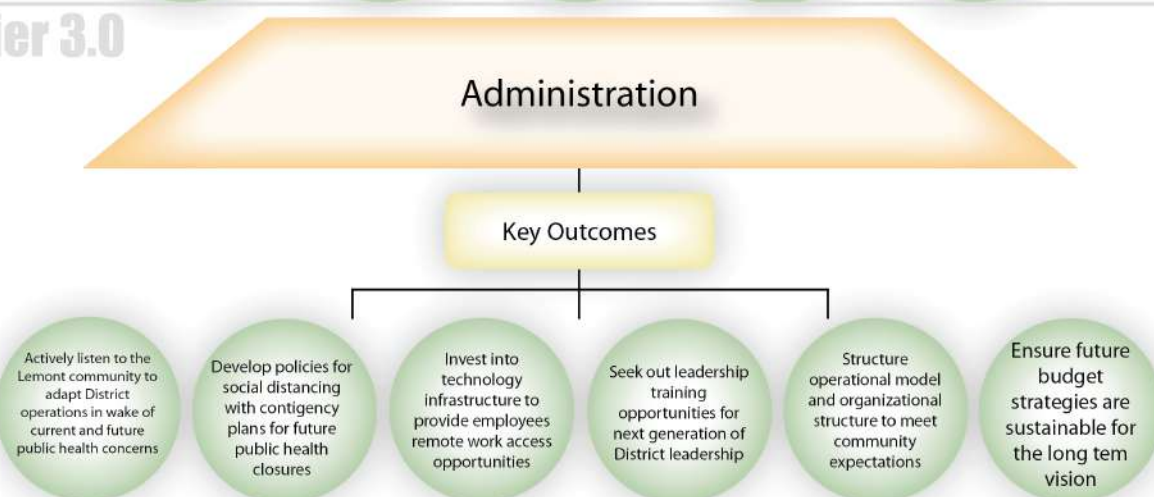 ier 3.0
Administration
Key Outcomes
Actively listen to the
Lemont community to
adapt District
operations in wake of
current and future
public health concerns
Develop policies for
social distancing
with contigency
plans for future
public health
closures
Invest into
technology
infrastructure to
provide employees
remote work access
opportunities
Seek out leadership
training
opportunities for
next generation of
District leadership
Structure
operational model
and organizational
structure to meet
community
expectations
Ensure future
budget
strategies are
sustainable for
the long tem
vision